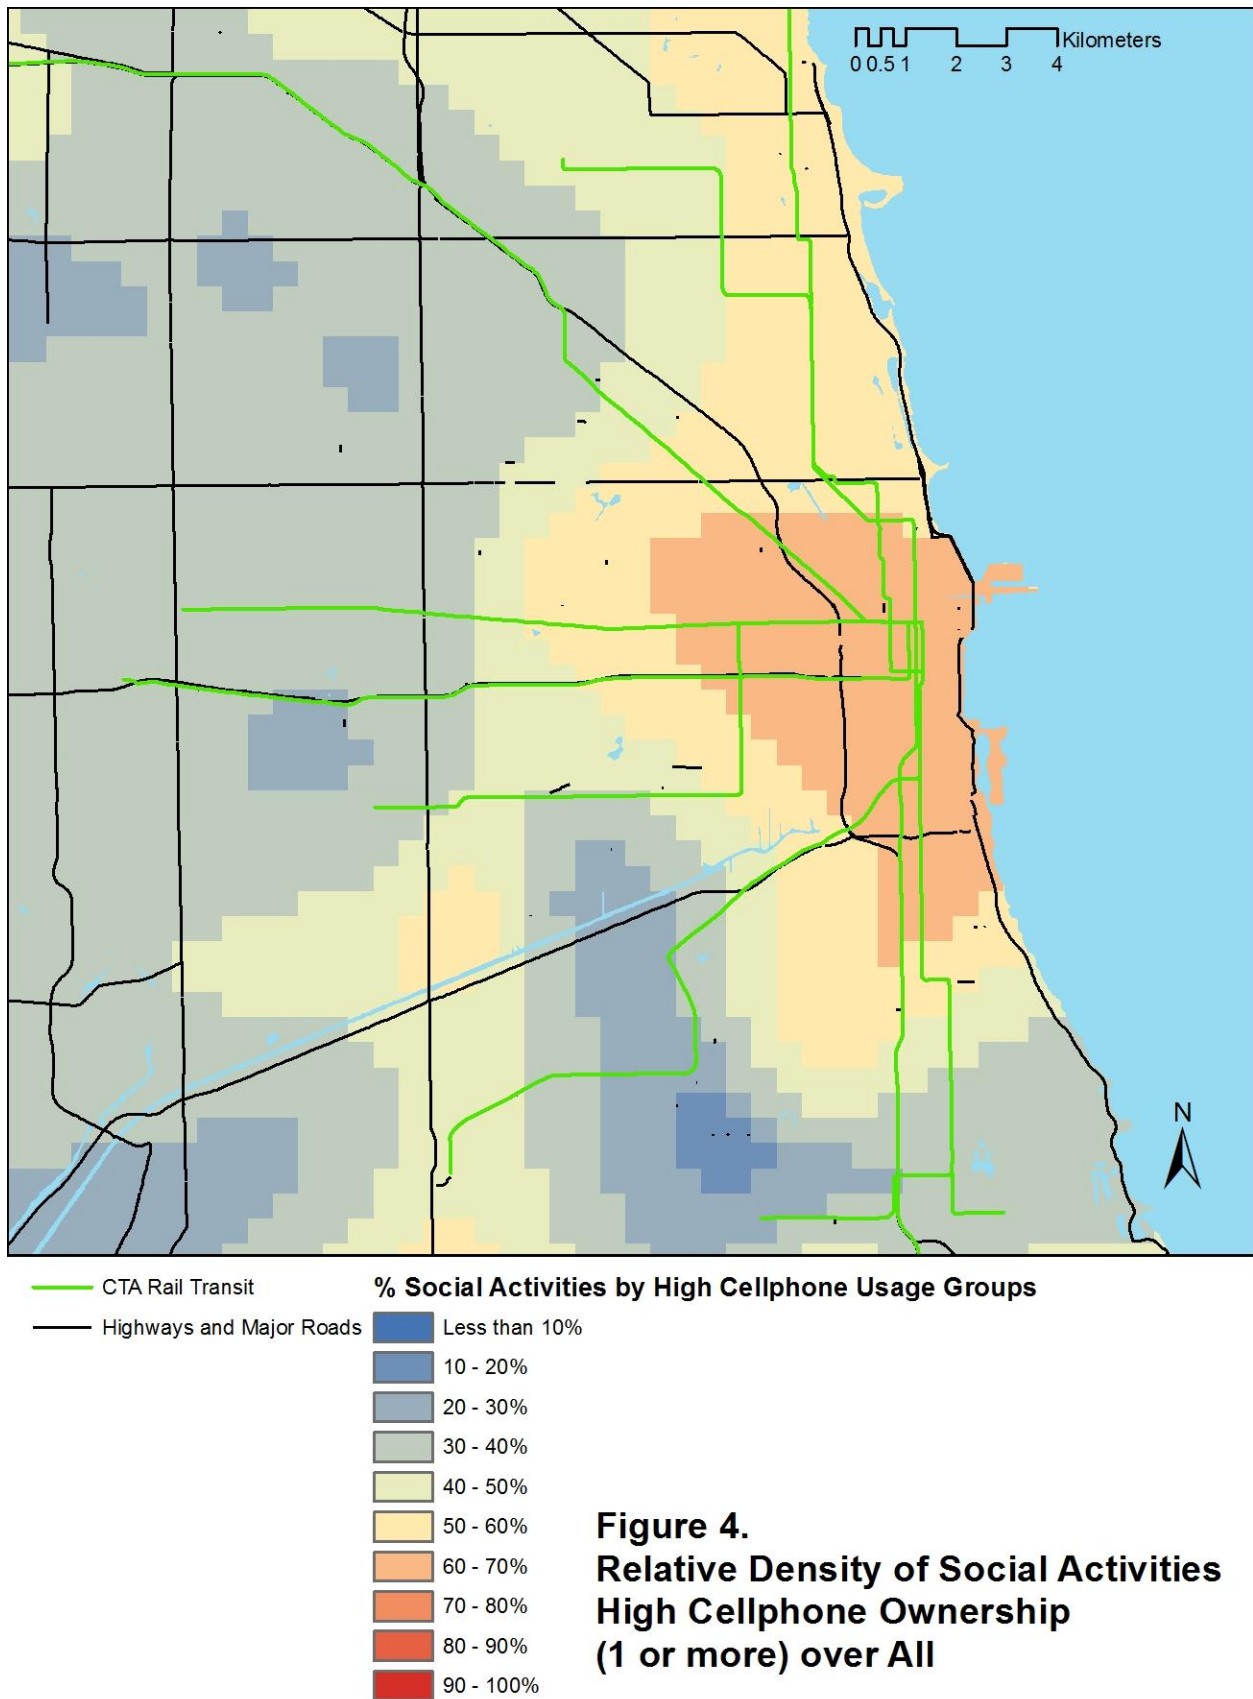 Kilometers
0 0.5 1 2 3 4
N
CTA Rail Transit
Highways and Major Roads
% Social Activities by High Cellphone Usage Groups
Less than 10%
10 - 20%
20 - 30%
30 - 40%
40 - 50%
50 - 60%
60 - 70%
70 - 80%
80 - 90%
90 - 100%
Figure 4.
Relative Density of Social Activities
High Cellphone Ownership
(1 or more) over All